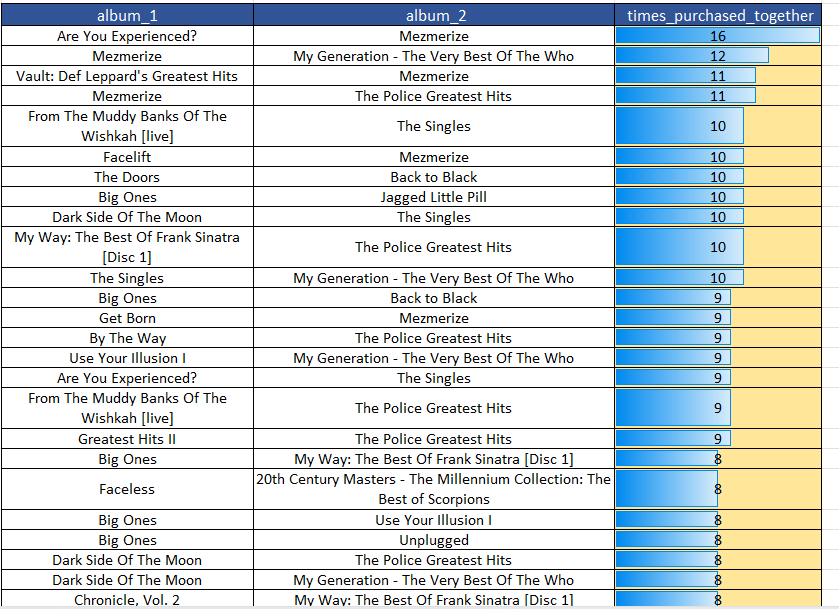 album_1 album_2 times_purchased_together
Are You Experienced? Mezmerize 16
Mezmerize My Generation - The Very Best Of The Who 12
Vault: Def Leppard's Greatest Hits Mezmerize 11
Mezmerize The Police Greatest Hits 11
From The Muddy Banks Of The
Wishkah [live] The Singles 10
Facelift Mezmerize 10
The Doors Back to Black 10
Big Ones Jagged Little Pill 10
Dark Side Of The Moon The Singles 10
My Way: The Best Of Frank Sinatra
[Disc 1] The Police Greatest Hits 10
The Singles My Generation - The Very Best Of The Who 10
Big Ones Back to Black 9
Get Born Mezmerize 9
By The Way The Police Greatest Hits 9
Use Your Illusion I My Generation - The Very Best Of The Who 9
Are You Experienced? The Singles 9
From The Muddy Banks Of The
Wishkah [live] The Police Greatest Hits 9
Greatest Hits II The Police Greatest Hits 9
Big Ones My Way: The Best Of Frank Sinatra [Disc 1] 8
Faceless 20th Century Masters - The Millennium Collection: The
Best of Scorpions 8
Big Ones Use Your Illusion I 8
Big Ones Unplugged 8
Dark Side Of The Moon The Police Greatest Hits 8
Dark Side Of The Moon My Generation - The Very Best Of The Who 8
Chronicle, Vol. 2 My Way: The Best Of Frank Sinatra [Disc 1] 8